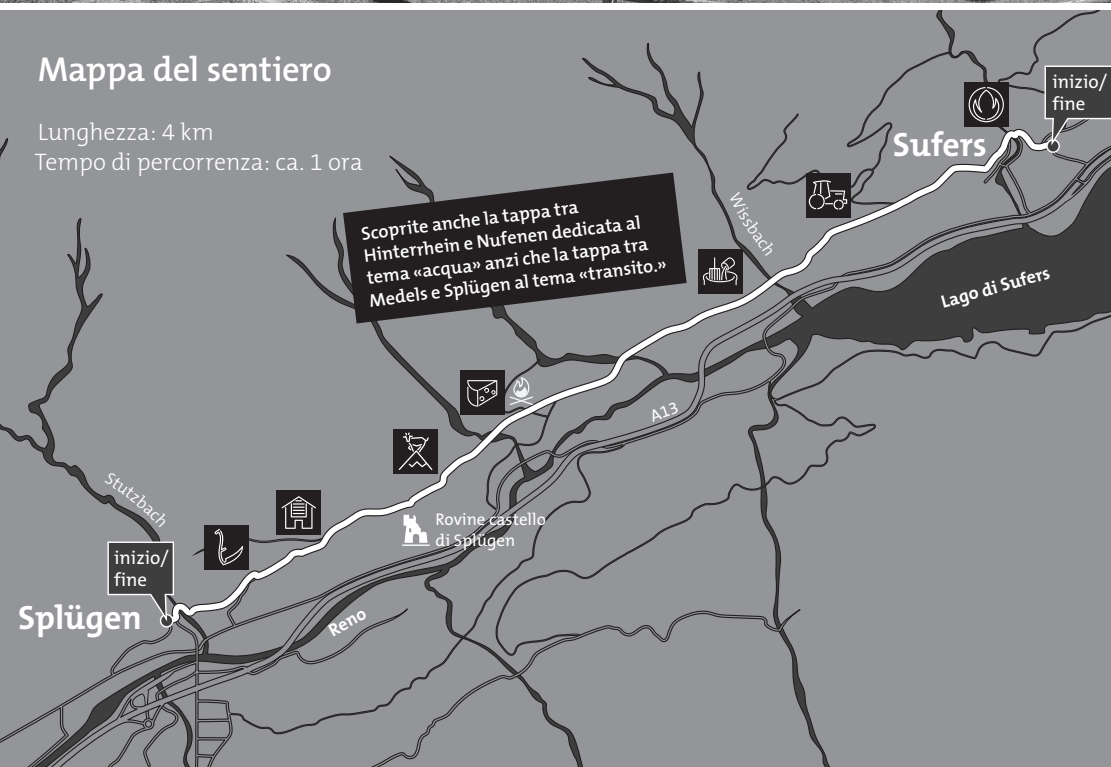 Mappa del sentiero
Lunghezza: 4 km
Tempo di percorrenza: ca. 1 ora
inizio/
fine
Sufers
Scoprite anche la tappa tra
Hinterrhein e Nufenen dedicata al
tema «acqua» anzi che la tappa tra
Medels e Splügen al tema «transito.»
Wissbach
Lago di Sufers
A13
Stutzbach
Rovine castello
di Splügen
inizio/
fine
Splügen
Reno